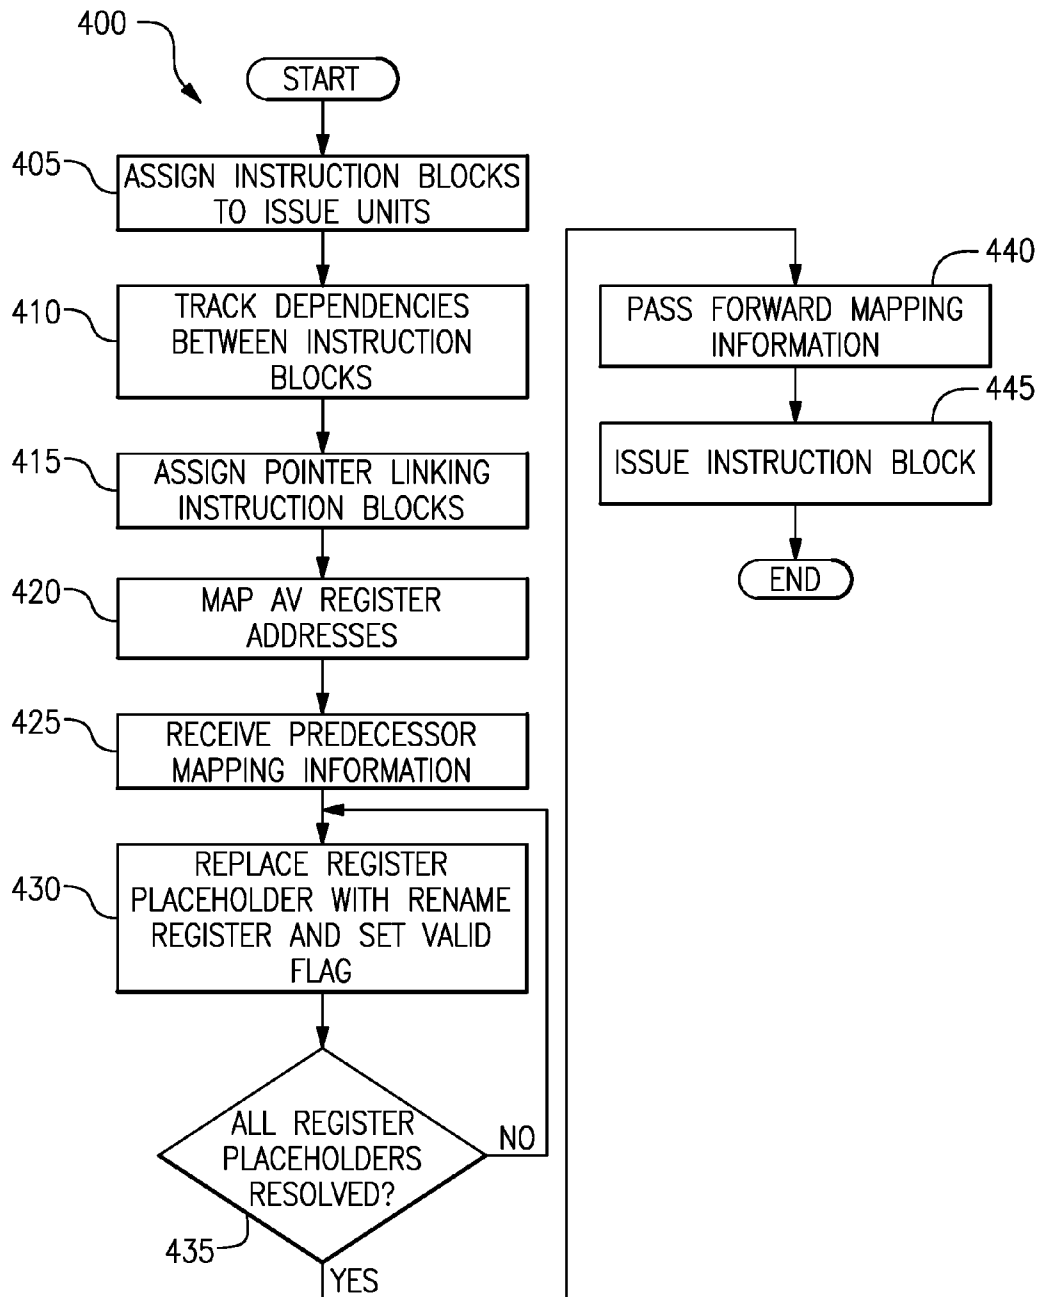 400
START
405
ASSIGN INSTRUCTION BLOCKS
TO ISSUE UNITS
410
TRACK DEPENDENCIES
BETWEEN INSTRUCTION
BLOCKS
415
ASSIGN POINTER LINKING
INSTRUCTION BLOCKS
420
MAP AV REGISTER
ADDRESSES
425
RECEIVE PREDECESSOR
MAPPING INFORMATION
430
REPLACE REGISTER
PLACEHOLDER WITH RENAME
REGISTER AND SET VALID
FLAG
ALL REGISTER
PLACEHOLDERS
RESOLVED?
NO
435
YES
440
PASS FORWARD MAPPING
INFORMATION
445
ISSUE INSTRUCTION BLOCK
END